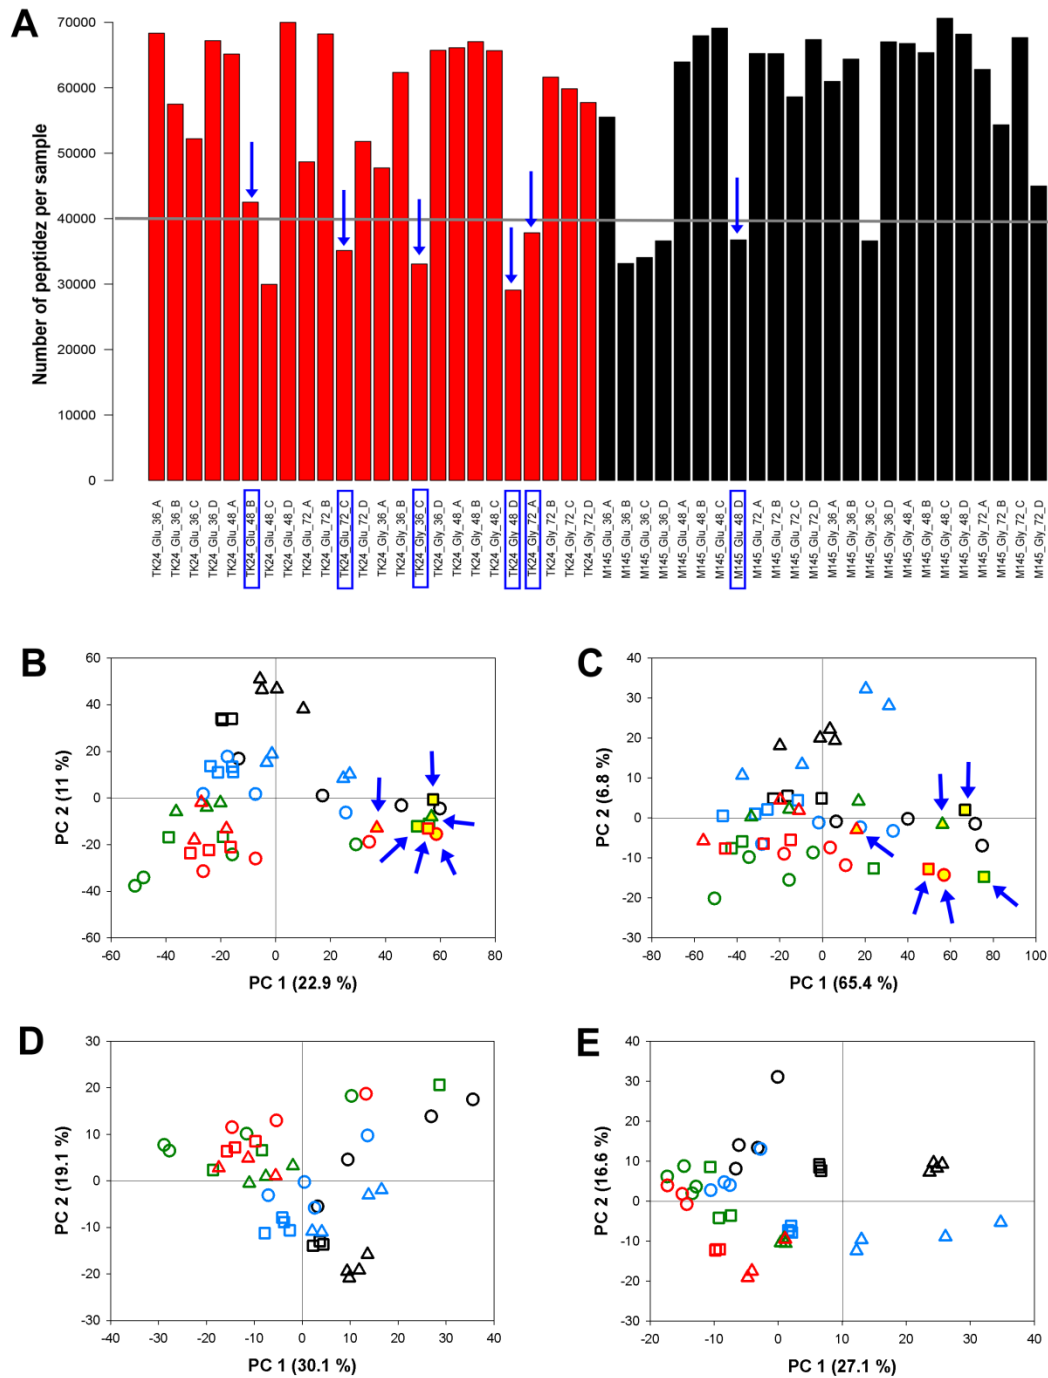 A
Number of peptidez per sample
70000
60000
50000
40000
30000
20000
10000
0
TK24_Glu_36_A
TK24_Glu_36_B
TK24_Glu_36_C
TK24_Glu_36_D
TK24_Glu_48_A
TK24_Glu_48_B
TK24_Glu_48_C
TK24_Glu_48_D
TK24_Glu_72_A
TK24_Glu_72_B
TK24_Glu_72_C
TK24_Glu_72_D
TK24_Gly_36_A
TK24_Gly_36_B
TK24_Gly_36_C
TK24_Gly_36_D
TK24_Gly_48_A
TK24_Gly_48_B
TK24_Gly_48_C
TK24_Gly_48_D
TK24_Gly_72_A
TK24_Gly_72_B
TK24_Gly_72_C
TK24_Gly_72_D
M145_Glu_36_A
M145_Glu_36_B
M145_Glu_36_C
M145_Glu_36_D
M145_Glu_48_A
M145_Glu_48_B
M145_Glu_48_C
M145_Glu_48_D
M145_Glu_72_A
M145_Glu_72_B
M145_Glu_72_C
M145_Glu_72_D
M145_Gly_36_A
M145_Gly_36_B
M145_Gly_36_C
M145_Gly_36_D
M145_Gly_48_A
M145_Gly_48_B
M145_Gly_48_C
M145_Gly_48_D
M145_Gly_72_A
M145_Gly_72_B
M145_Gly_72_C
M145_Gly_72_D
B
PC 2 (11 %)
60
40
20
0
-20
-40
-60
-60 -40 -20 0 20 40 60 80
PC 1 (22.9 %)
C
PC 2 (6.8 %)
40
30
20
10
0
-10
-20
-30
-80 -60 -40 -20 0 20 40 60 80 100
PC 1 (65.4 %)
D
PC 2 (19.1 %)
30
20
10
0
-10
-20
-30
-40 -30 -20 -10 0 10 20 30 40
PC 1 (30.1 %)
E
PC 2 (16.6 %)
40
30
20
10
0
-10
-20
-30
-20 -10 0 10 20 30 40
PC 1 (27.1 %)